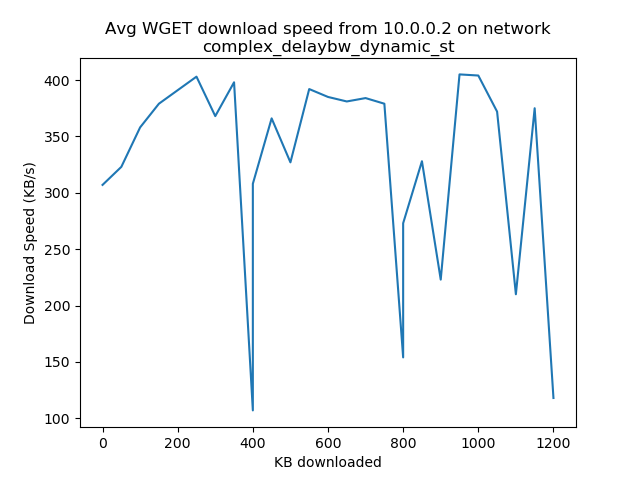 Avg WGET download speed from 10.0.0.2 on network
complex_delaybw_dynamic_st
400
350
300
250
200
150
100
Download Speed (KB/s)
0 200 400 600 800 1000 1200
KB downloaded